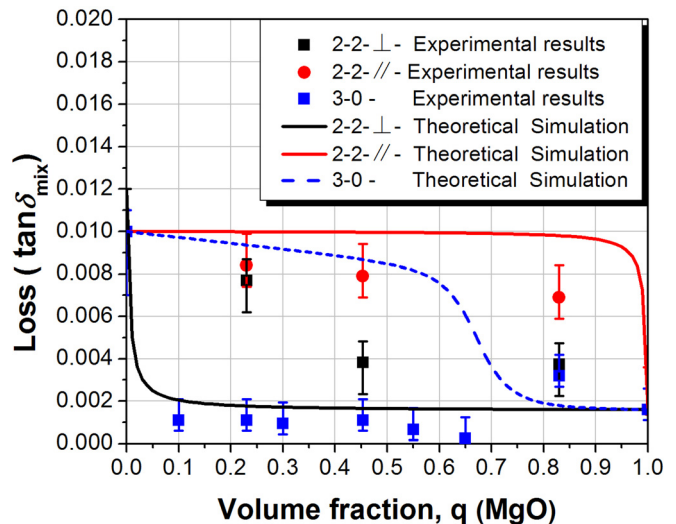 0.020
0.018
0.016
0.014
0.012
0.010
0.008
0.006
0.004
0.002
0.000
Loss ( tanδmix)
2-2-⊥- Experimental results
2-2-//- Experimental results
3-0 - Experimental results
2-2-⊥- Theoretical Simulation
2-2-//- Theoretical Simulation
3-0 - Theoretical Simulation
0.0 0.1 0.2 0.3 0.4 0.5 0.6 0.7 0.8 0.9 1.0
Volume fraction, q (MgO)